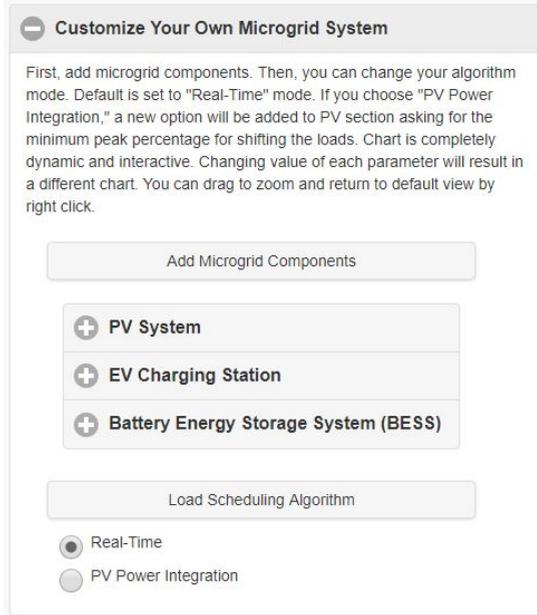 Customize Your Own Microgrid System
First, add microgrid components. Then, you can change your algorithm
mode. Default is set to "Real-Time" mode. If you choose "PV Power
Integration," a new option will be added to PV section asking for the
minimum peak percentage for shifting the loads. Chart is completely
dynamic and interactive. Changing value of each parameter will result in
a different chart. You can drag to zoom and return to default view by
right click.
Add Microgrid Components
PV System
EV Charging Station
Battery Energy Storage System (BESS)
Load Scheduling Algorithm
Real-Time
PV Power Integration